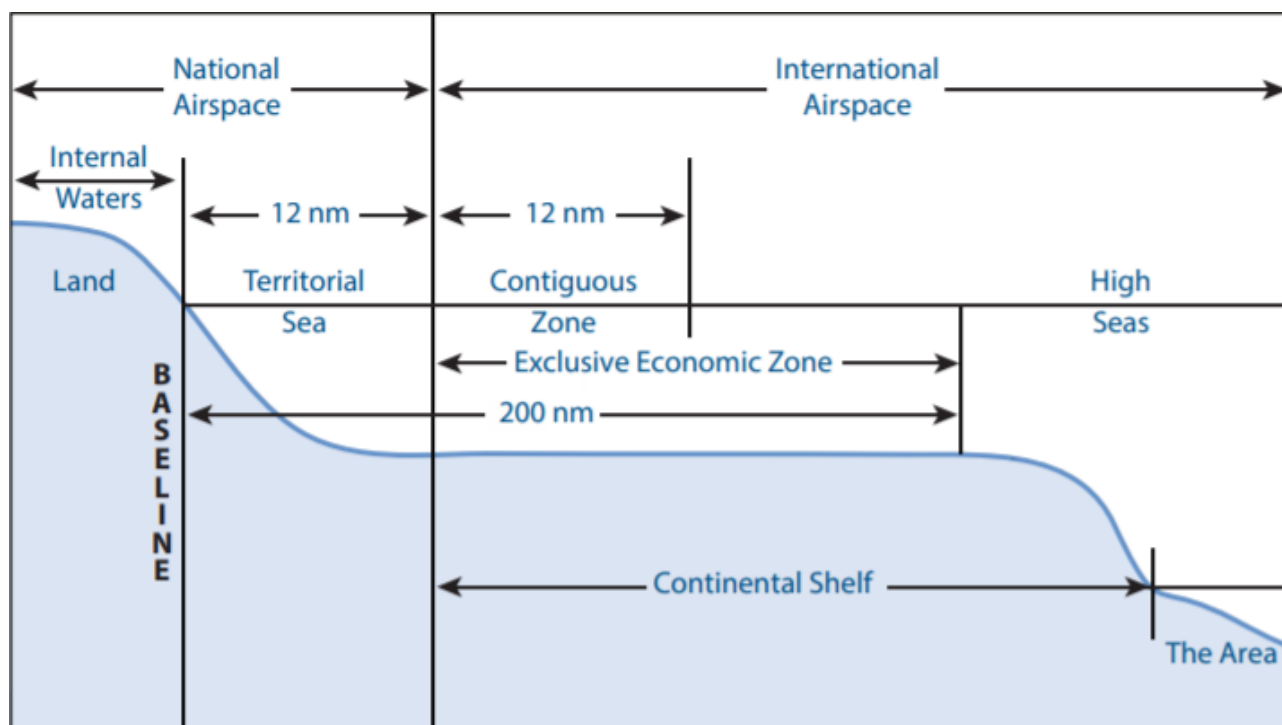 National
Airspace
International
Airspace
Internal
Waters
12 nm
12 nm
Land
Territorial
Sea
Contiguous
Zone
High
Seas
Exclusive Economic Zone
200 nm
BASELINE
Continental Shelf
The Area